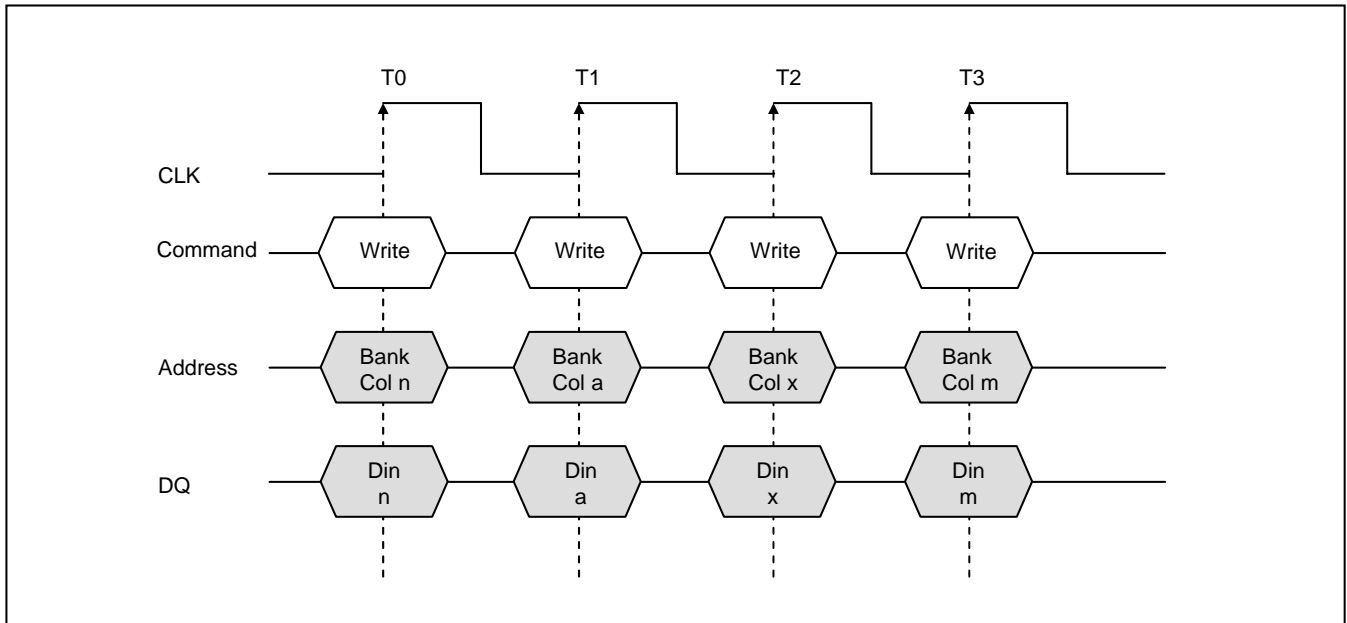 T0 T1 T2 T3
CLK
Command Write Write Write Write
Address Bank Bank Bank Bank
Col n Col a Col x Col m
DQ Din Din Din Din
n a x m